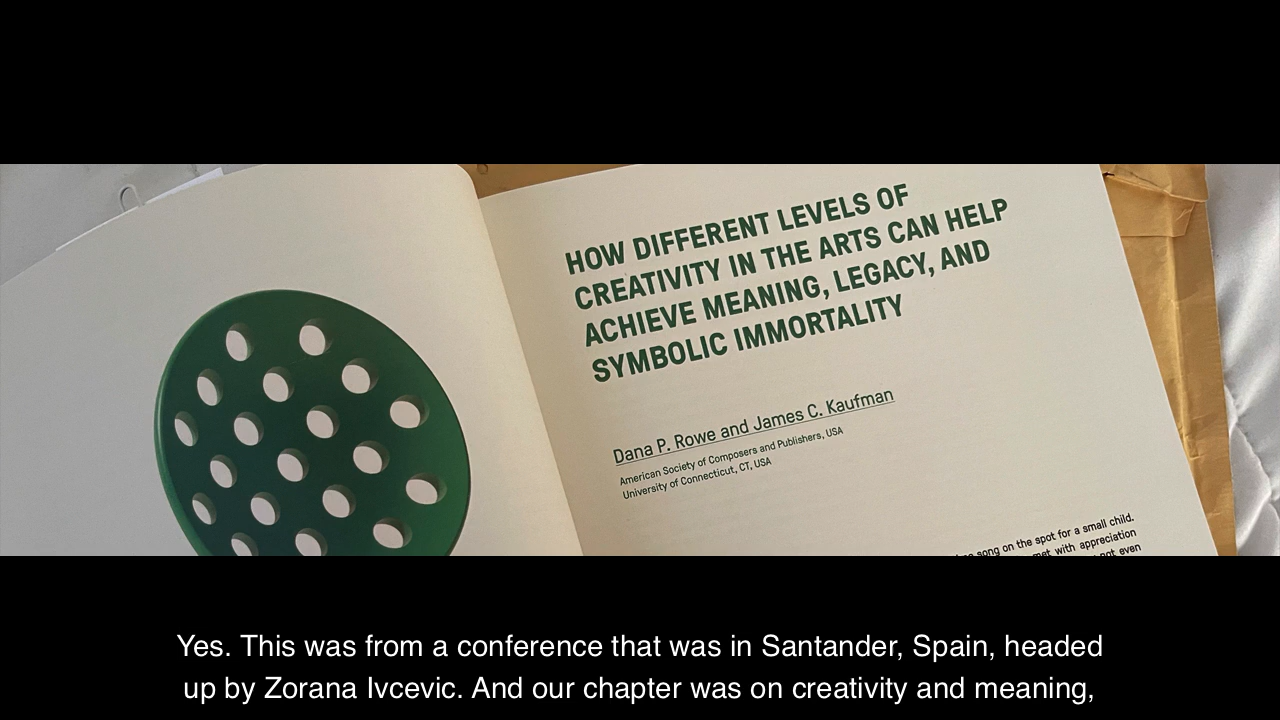 HOW DIFFERENT LEVELS OF
CREATIVITY IN THE ARTS CAN HELP
ACHIEVE MEANING, LEGACY, AND
SYMBOLIC IMMORTALITY
Dana P. Rowe and James C. Kaufman
American Society of Composers and Publishers, USA
University of Connecticut, CT, USA
song on the spot for a small child.
met with appreciation
not even
Yes. This was from a conference that was in Santander, Spain, headed
up by Zorana Ivcevic. And our chapter was on creativity and meaning,